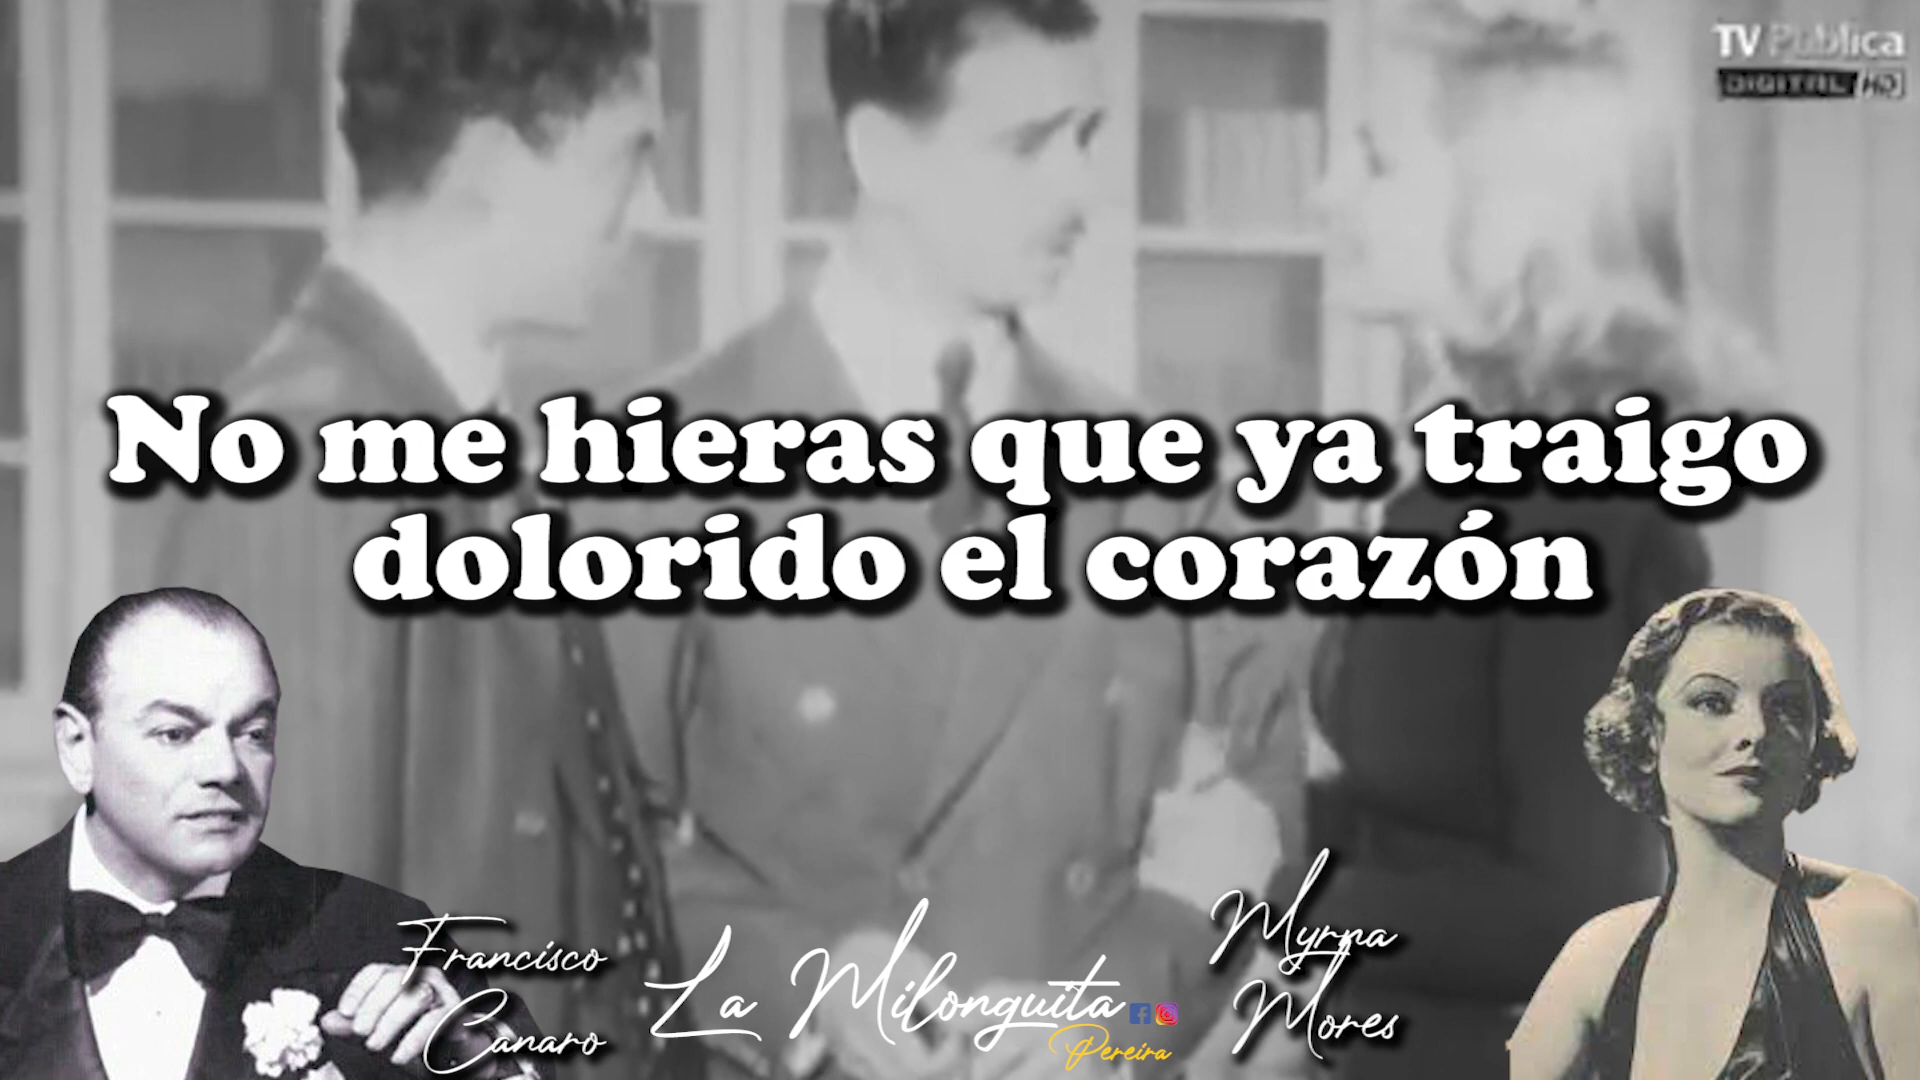 TV Pública
DIGITAL HD
No me hieras que ya traigo
dolorido el corazón
Francisco
Canaro
La Milonguita
Pereira
Myrna
Mores